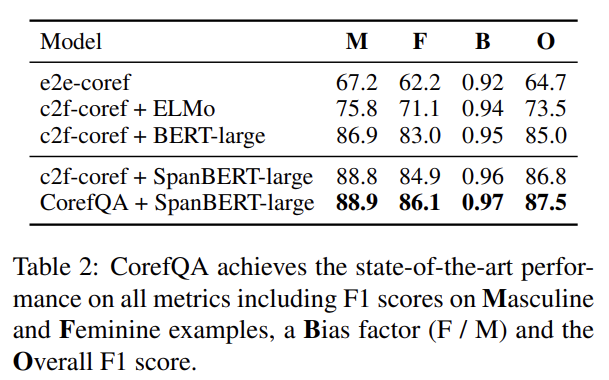 Model M F B O
e2e-coref 67.2 62.2 0.92 64.7
c2f-coref + ELMo 75.8 71.1 0.94 73.5
c2f-coref + BERT-large 86.9 83.0 0.95 85.0
c2f-coref + SpanBERT-large 88.8 84.9 0.96 86.8
CorefQA + SpanBERT-large 88.9 86.1 0.97 87.5
Table 2: CorefQA achieves the state-of-the-art perfor-
mance on all metrics including F1 scores on Masculine
and Feminine examples, a Bias factor (F / M) and the
Overall F1 score.